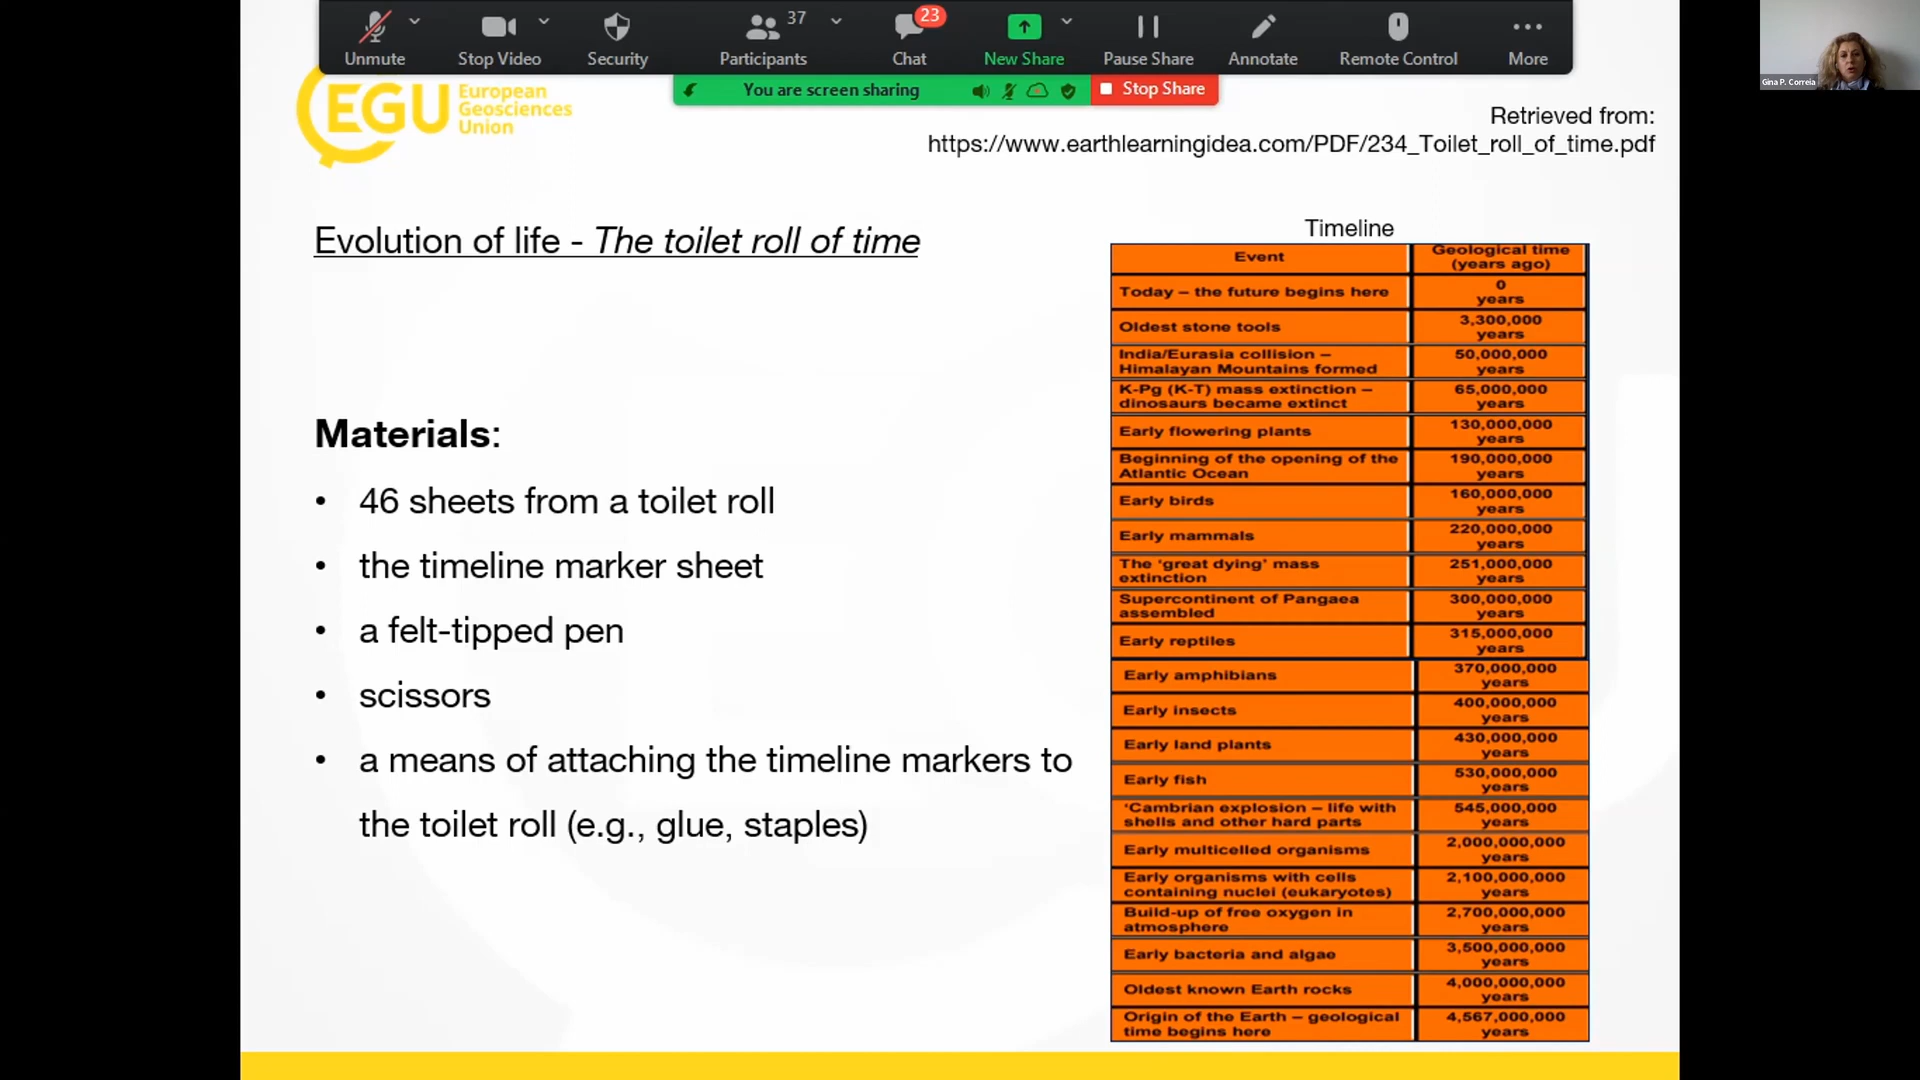 Unmute
Stop Video
Security
37
Participants
23
Chat
New Share
Pause Share
Annotate
Remote Control
More
You are screen sharing
Stop Share
Gina P. Correia
EGU
European
Geosciences
Union
Retrieved from:
https://www.earthlearningidea.com/PDF/234_Toilet_roll_of_time.pdf
Evolution of life - The toilet roll of time
Materials:
• 46 sheets from a toilet roll
• the timeline marker sheet
• a felt-tipped pen
• scissors
• a means of attaching the timeline markers to
the toilet roll (e.g., glue, staples)
Timeline
Event
Geological time
(years ago)
Today – the future begins here
0
years
Oldest stone tools
3,300,000
years
India/Eurasia collision –
Himalayan Mountains formed
50,000,000
years
K-Pg (K-T) mass extinction –
dinosaurs became extinct
65,000,000
years
Early flowering plants
130,000,000
years
Beginning of the opening of the
Atlantic Ocean
190,000,000
years
Early birds
160,000,000
years
Early mammals
220,000,000
years
The ‘great dying’ mass
extinction
251,000,000
years
Supercontinent of Pangaea
assembled
300,000,000
years
Early reptiles
315,000,000
years
Early amphibians
370,000,000
years
Early insects
400,000,000
years
Early land plants
430,000,000
years
Early fish
530,000,000
years
‘Cambrian explosion – life with
shells and other hard parts
545,000,000
years
Early multicelled organisms
2,000,000,000
years
Early organisms with cells
containing nuclei (eukaryotes)
2,100,000,000
years
Build-up of free oxygen in
atmosphere
2,700,000,000
years
Early bacteria and algae
3,500,000,000
years
Oldest known Earth rocks
4,000,000,000
years
Origin of the Earth – geological
time begins here
4,567,000,000
years